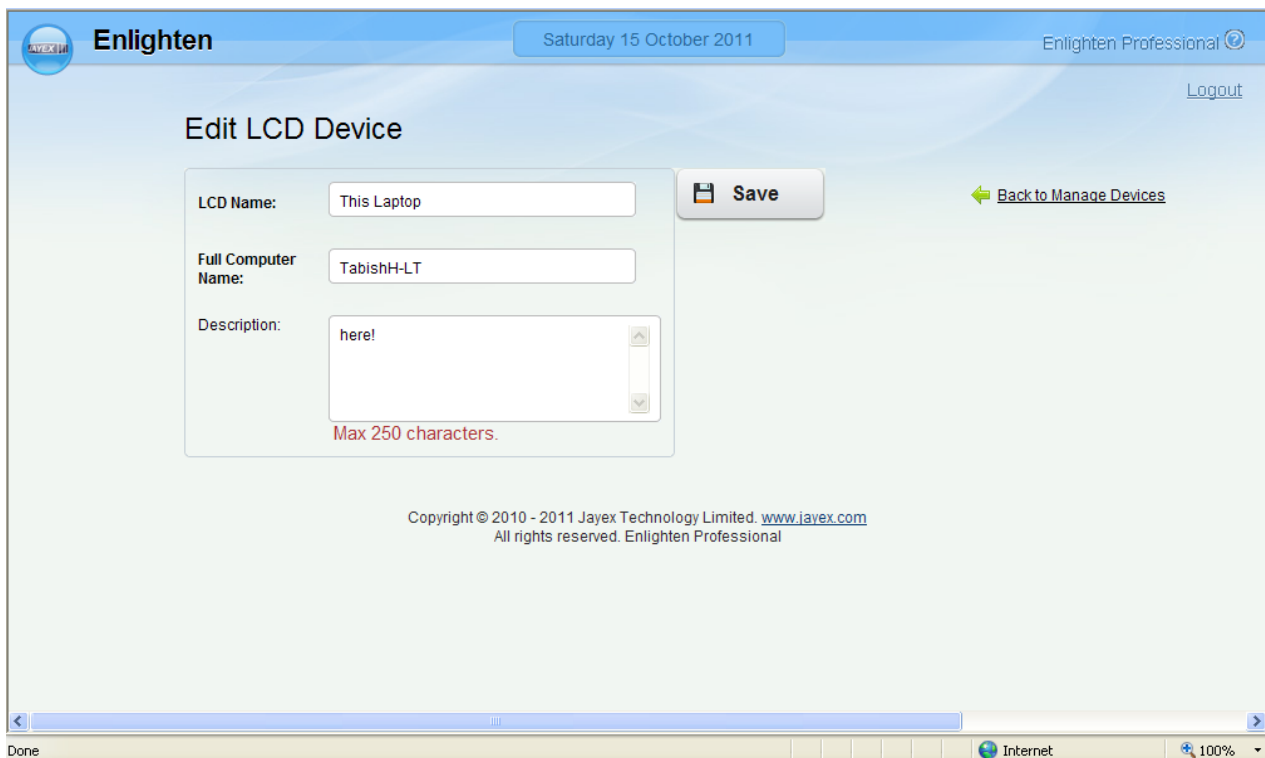 JAYEX
Enlighten
Saturday 15 October 2011
Enlighten Professional ?
Logout
Edit LCD Device
LCD Name:
This Laptop
Save
Back to Manage Devices
Full Computer
Name:
TabishH-LT
Description:
here!
Max 250 characters.
Copyright © 2010 - 2011 Jayex Technology Limited. www.jayex.com
All rights reserved. Enlighten Professional
Done
Internet
100%